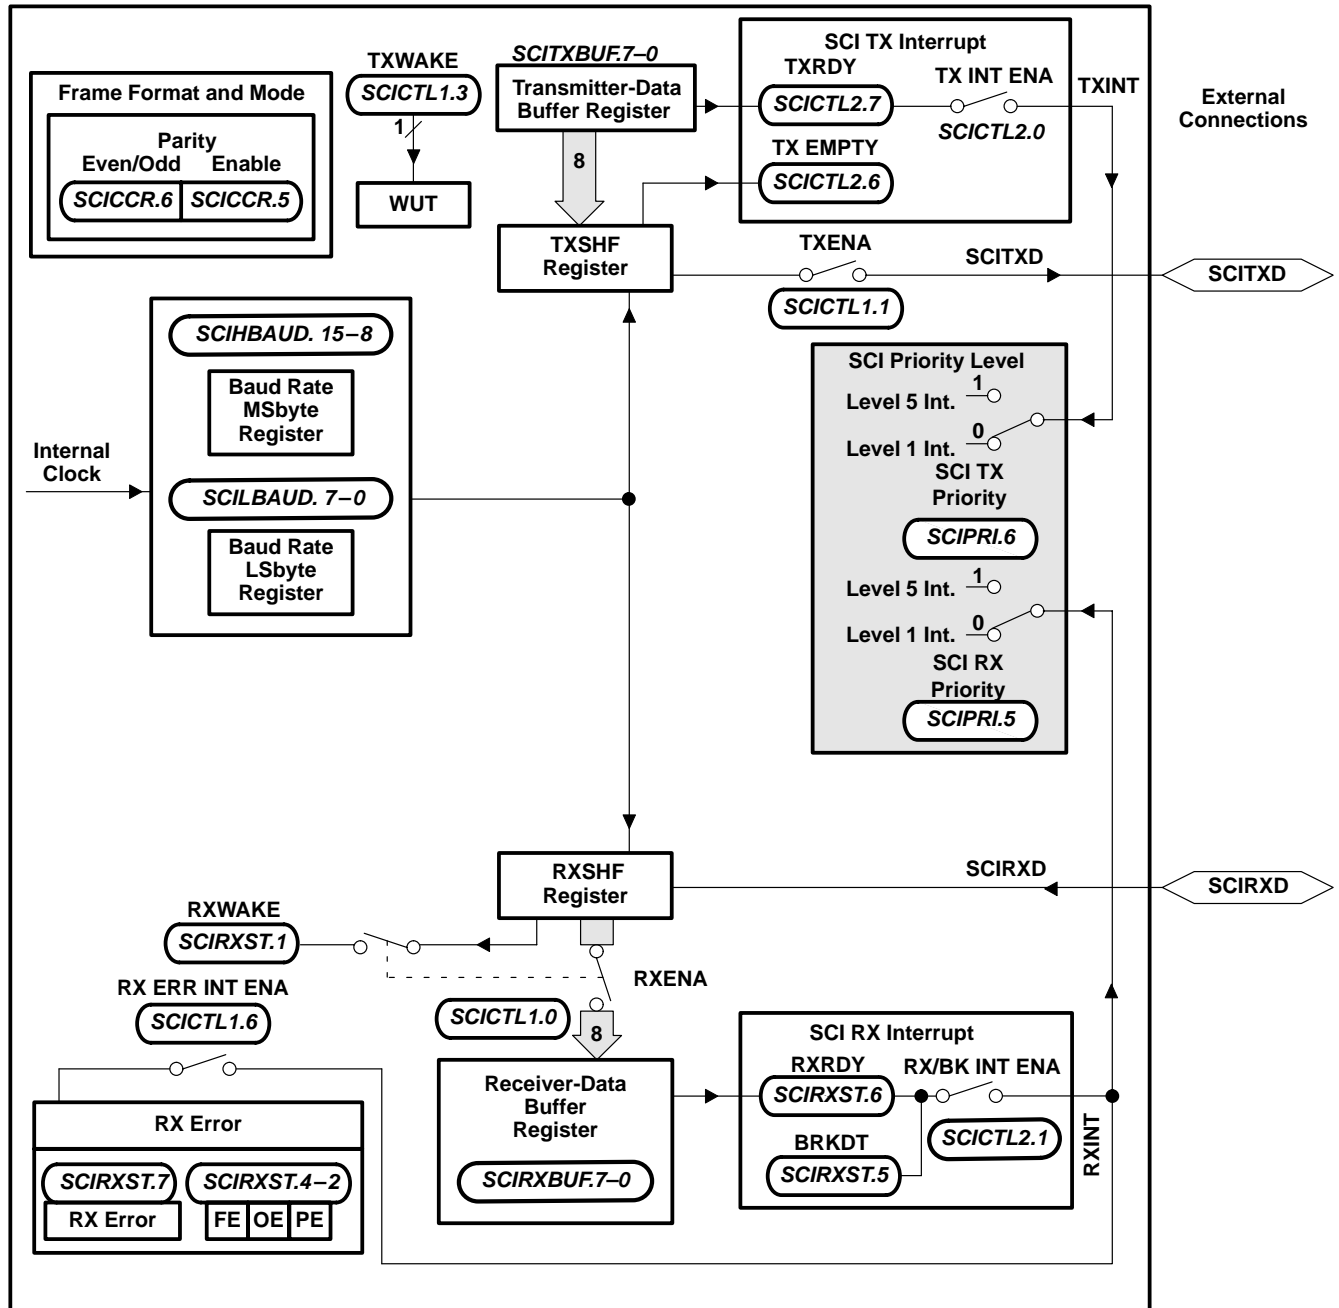 Frame Format and Mode
Parity
Even/Odd Enable
SCICCR.6 SCICCR.5
TXWAKE
SCICTL1.3
1
WUT
SCITXBUF.7–0
Transmitter-Data
Buffer Register
8
TXSHF
Register
SCI TX Interrupt
TXRDY
SCICTL2.7
TX INT ENA
SCICTL2.0
TX EMPTY
SCICTL2.6
TXINT
External
Connections
TXENA
SCICTL1.1
SCITXD
SCITXD
SCIHBAUD. 15–8
Baud Rate
MSbyte
Register
Internal
Clock
SCILBAUD. 7–0
Baud Rate
LSbyte
Register
SCI Priority Level
1
Level 5 Int.
0
Level 1 Int.
SCI TX
Priority
SCIPRI.6
1
Level 5 Int.
0
Level 1 Int.
SCI RX
Priority
SCIPRI.5
RXSHF
Register
SCIRXD
SCIRXD
RXWAKE
SCIRXST.1
RXENA
RX ERR INT ENA
SCICTL1.6
SCICTL1.0
8
Receiver-Data
Buffer
Register
SCIRXBUF.7–0
SCI RX Interrupt
RXRDY
SCIRXST.6
RX/BK INT ENA
SCICTL2.1
BRKDT
SCIRXST.5
RXINT
RX Error
SCIRXST.7
SCIRXST.4–2
RX Error
FE OE PE